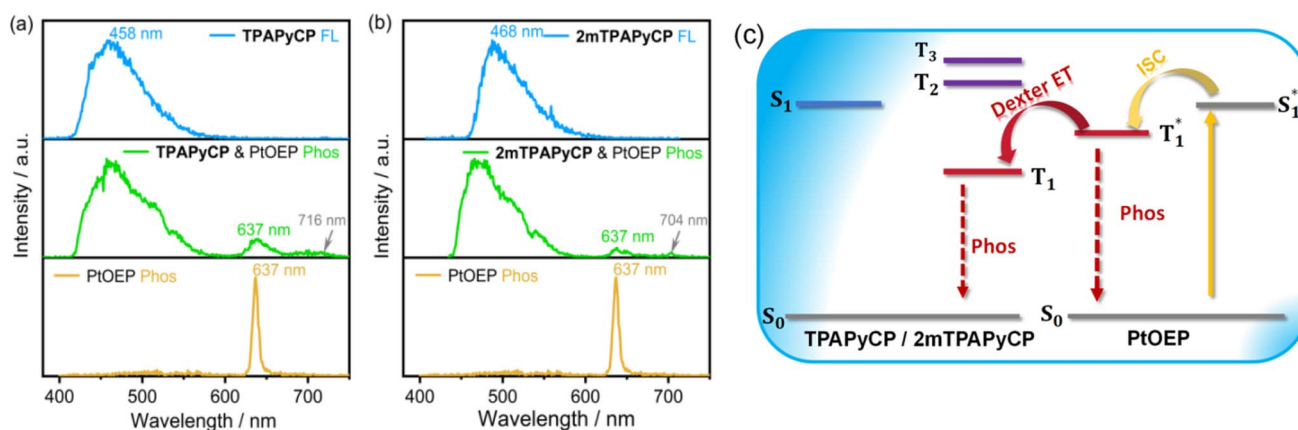 (a)
458 nm
TPAPyCP FL
TPAPyCP & PtOEP Phos
637 nm
716 nm
PtOEP Phos
637 nm
Intensity / a.u.
400 500 600 700
Wavelength / nm
(b)
468 nm
2mTPAPyCP FL
2mTPAPyCP & PtOEP Phos
637 nm
704 nm
PtOEP Phos
637 nm
Intensity / a.u.
400 500 600 700
Wavelength / nm
(c)
T3
T2
S1
Dexter ET
ISC
S1*
T1*
T1
Phos
Phos
S0
S0
TPAPyCP / 2mTPAPyCP
PtOEP